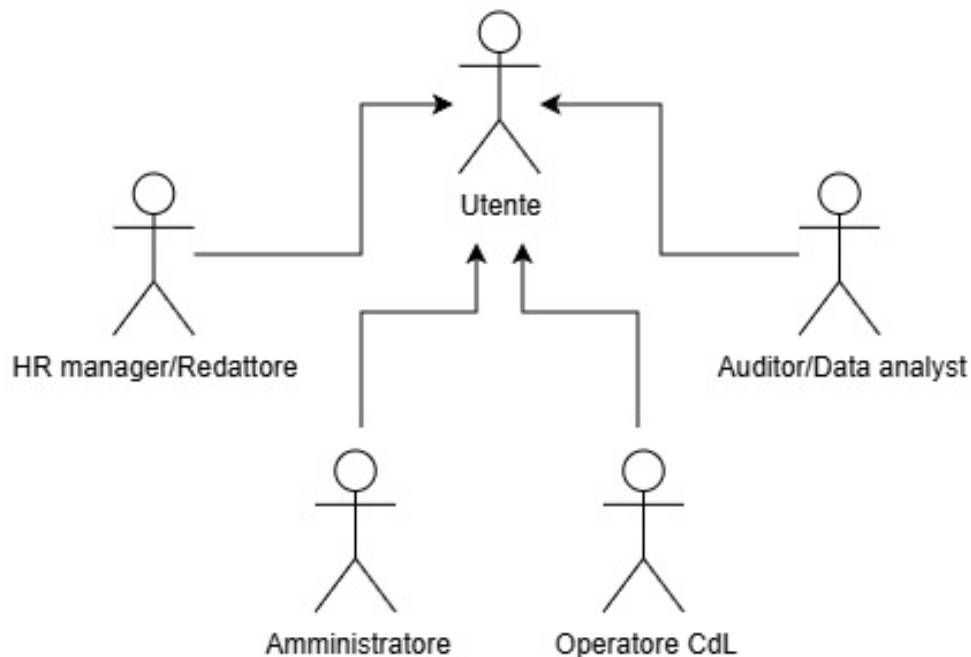 Utente
HR manager/Redattore
Auditor/Data analyst
Amministratore
Operatore CdL